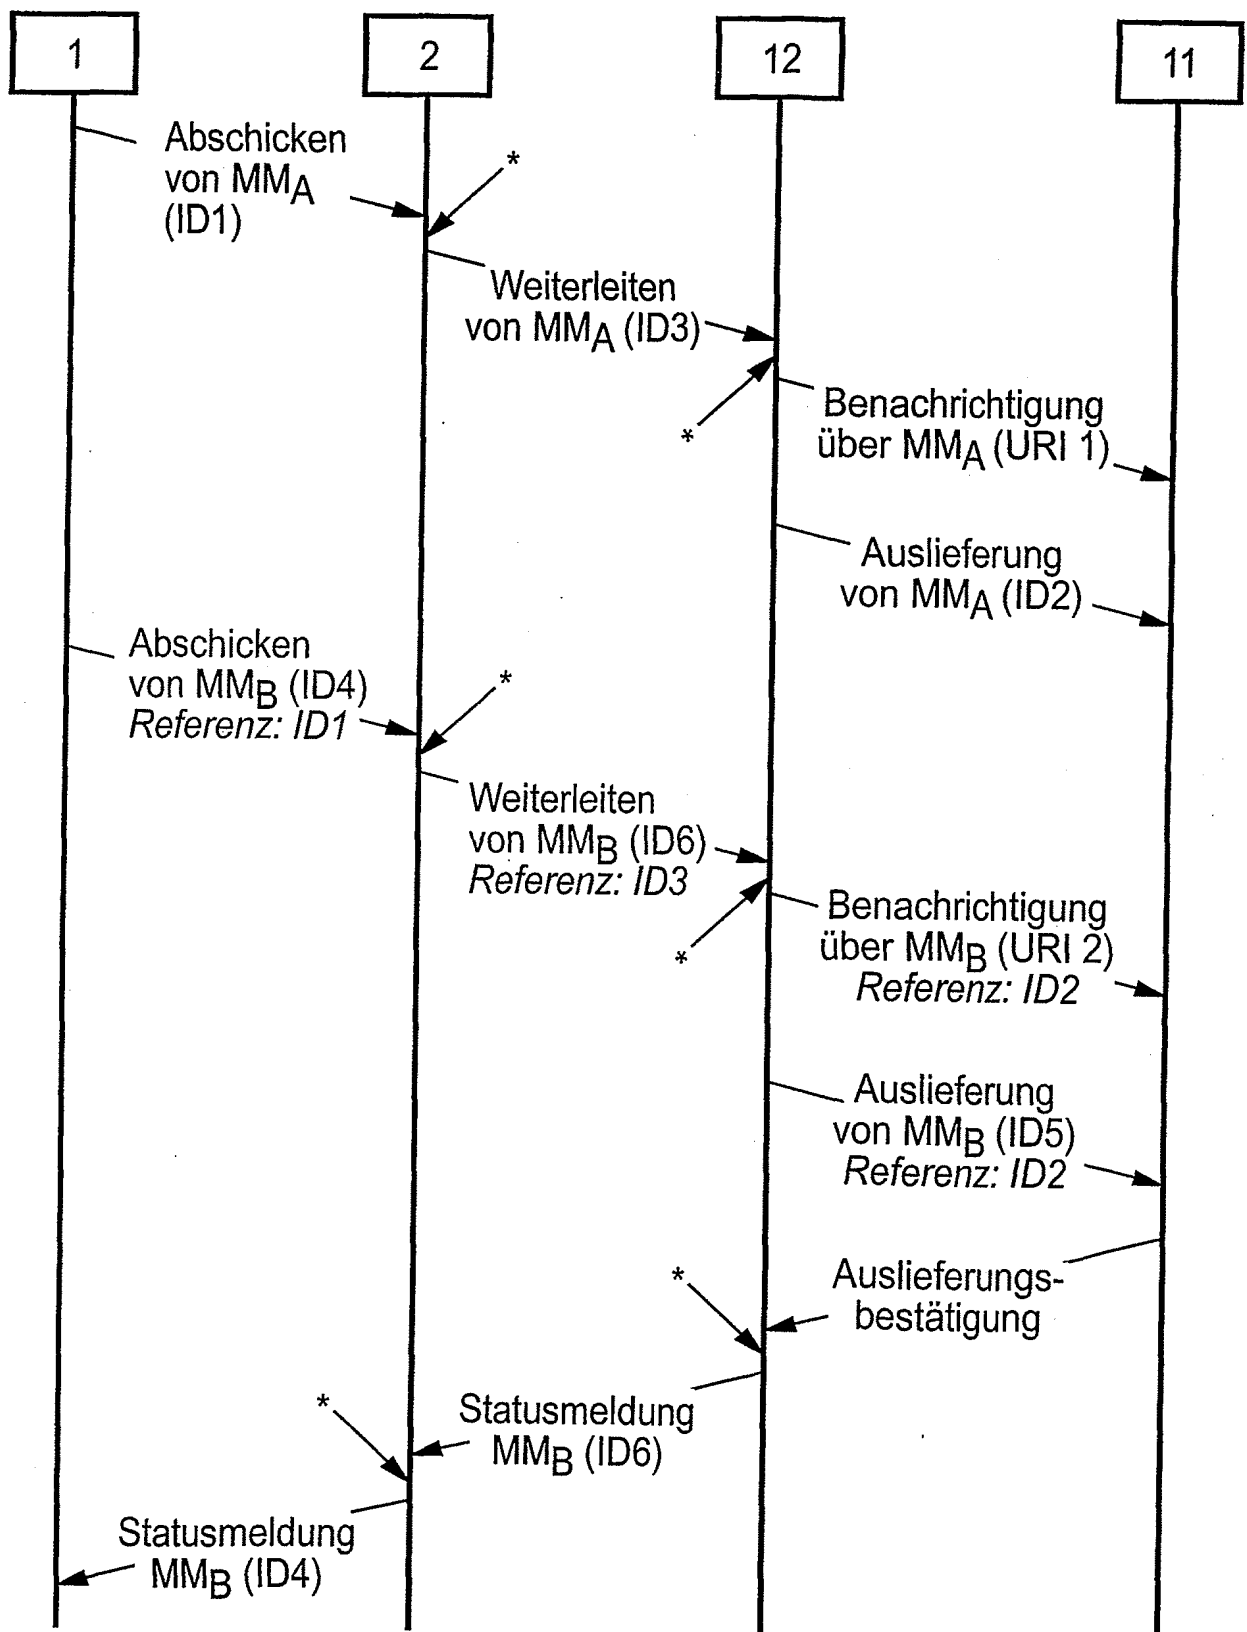 1
2
12
11
Abschicken
von MMA
(ID1)
*
Weiterleiten
von MMA (ID3)
*
Benachrichtigung
über MMA (URI 1)
Auslieferung
von MMA (ID2)
Abschicken
von MMB (ID4)
Referenz: ID1
*
Weiterleiten
von MMB (ID6)
Referenz: ID3
*
Benachrichtigung
über MMB (URI 2)
Referenz: ID2
Auslieferung
von MMB (ID5)
Referenz: ID2
*
Auslieferungs-
bestätigung
*
Statusmeldung
MMB (ID6)
Statusmeldung
MMB (ID4)